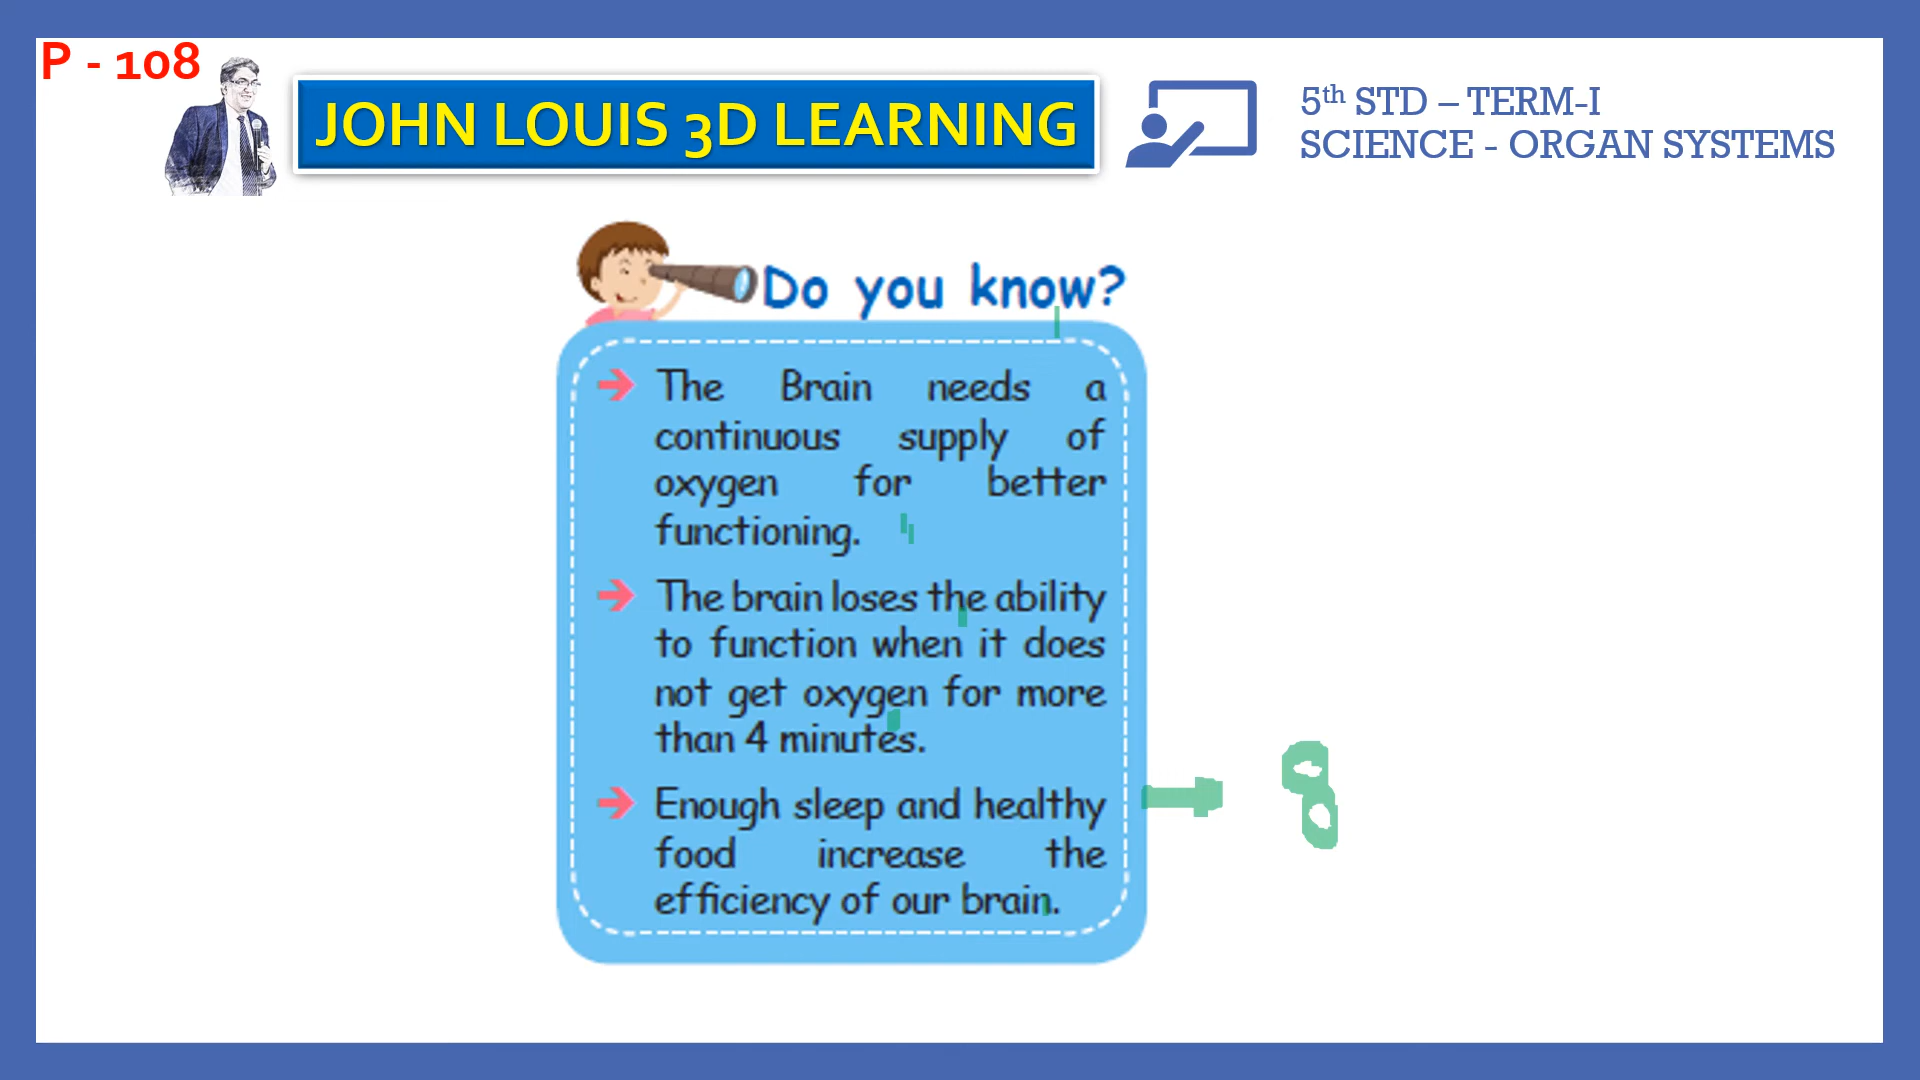 P - 108
JOHN LOUIS 3D LEARNING
5th STD – TERM-I
SCIENCE - ORGAN SYSTEMS
Do you know?
The Brain needs a
continuous supply of
oxygen for better
functioning.
The brain loses the ability
to function when it does
not get oxygen for more
than 4 minutes.
Enough sleep and healthy
food increase the
efficiency of our brain.
8